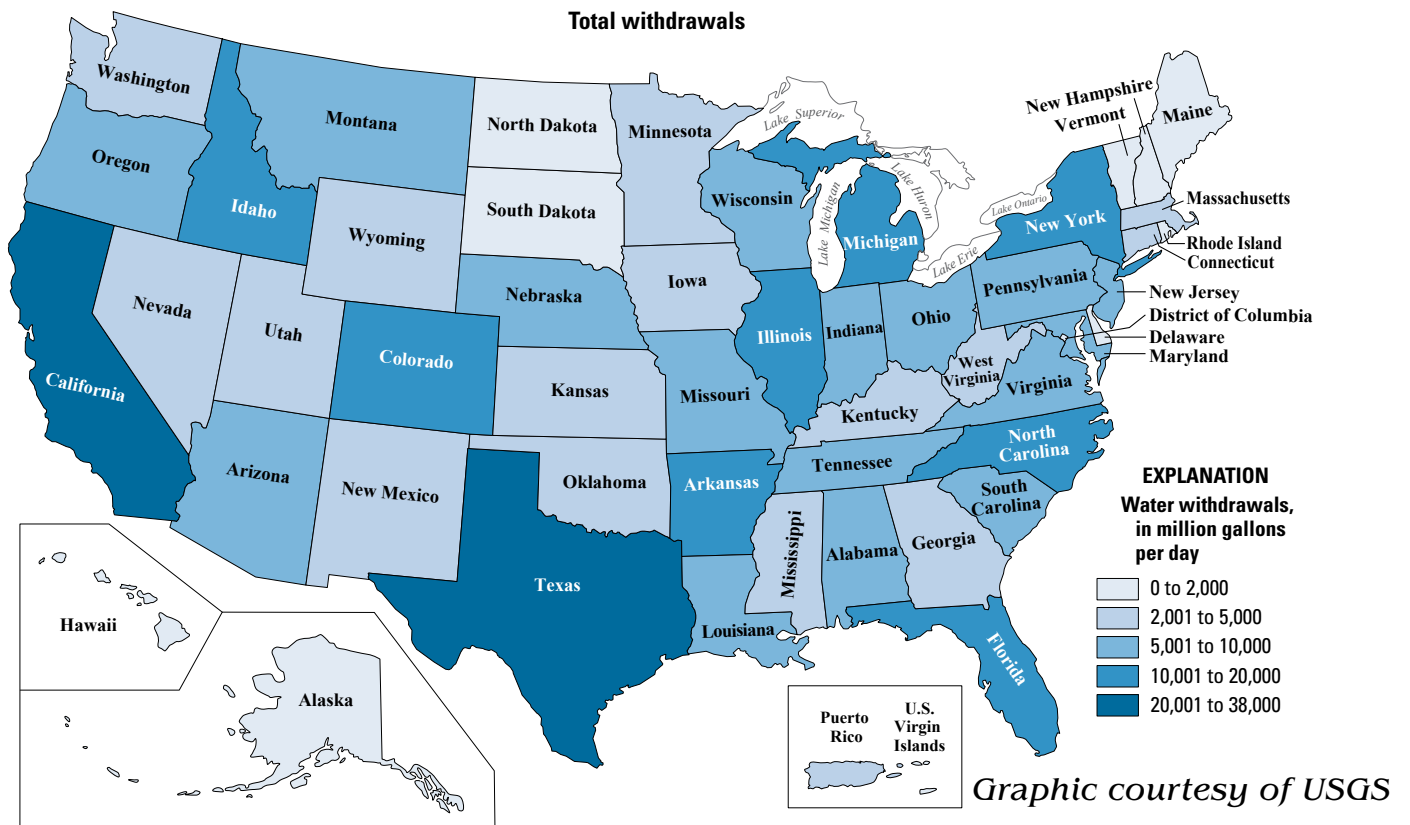 Total withdrawals
Washington
Oregon
California
Idaho
Nevada
Montana
Wyoming
Utah
Arizona
Colorado
New Mexico
North Dakota
South Dakota
Nebraska
Kansas
Oklahoma
Texas
Minnesota
Iowa
Missouri
Arkansas
Louisiana
Wisconsin
Illinois
Michigan
Indiana
Ohio
Kentucky
Tennessee
Mississippi
Alabama
Georgia
Florida
South
Carolina
North
Carolina
Virginia
West
Virginia
Pennsylvania
New York
Vermont
New Hampshire
Maine
Massachusetts
Rhode Island
Connecticut
New Jersey
District of Columbia
Delaware
Maryland
Lake Superior
Lake Michigan
Lake Huron
Lake Erie
Lake Ontario
Hawaii
Alaska
Puerto
Rico
U.S.
Virgin
Islands
EXPLANATION
Water withdrawals,
in million gallons
per day
0 to 2,000
2,001 to 5,000
5,001 to 10,000
10,001 to 20,000
20,001 to 38,000
Graphic courtesy of USGS